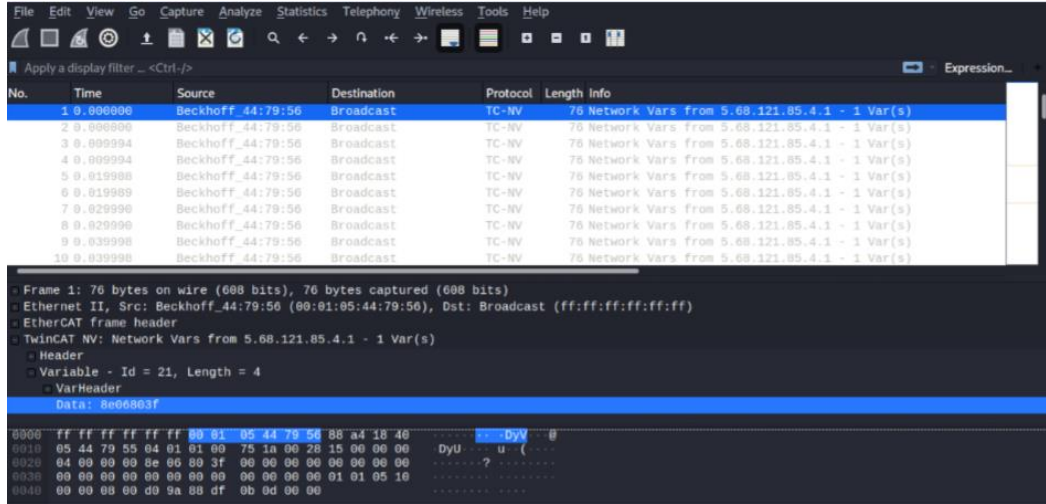 File Edit View Go Capture Analyze Statistics Telephony Wireless Tools Help
Apply a display filter ... <Ctrl-/> Expression...
No. Time Source Destination Protocol Length Info
1 0.000000 Beckhoff_44:79:56 Broadcast TC-NV 76 Network Vars from 5.68.121.85.4.1 - 1 Var(s)
2 0.000000 Beckhoff_44:79:56 Broadcast TC-NV 76 Network Vars from 5.68.121.85.4.1 - 1 Var(s)
3 0.009994 Beckhoff_44:79:56 Broadcast TC-NV 76 Network Vars from 5.68.121.85.4.1 - 1 Var(s)
4 0.009994 Beckhoff_44:79:56 Broadcast TC-NV 76 Network Vars from 5.68.121.85.4.1 - 1 Var(s)
5 0.019988 Beckhoff_44:79:56 Broadcast TC-NV 76 Network Vars from 5.68.121.85.4.1 - 1 Var(s)
6 0.019989 Beckhoff_44:79:56 Broadcast TC-NV 76 Network Vars from 5.68.121.85.4.1 - 1 Var(s)
7 0.029990 Beckhoff_44:79:56 Broadcast TC-NV 76 Network Vars from 5.68.121.85.4.1 - 1 Var(s)
8 0.029990 Beckhoff_44:79:56 Broadcast TC-NV 76 Network Vars from 5.68.121.85.4.1 - 1 Var(s)
9 0.039998 Beckhoff_44:79:56 Broadcast TC-NV 76 Network Vars from 5.68.121.85.4.1 - 1 Var(s)
10 0.039998 Beckhoff_44:79:56 Broadcast TC-NV 76 Network Vars from 5.68.121.85.4.1 - 1 Var(s)
Frame 1: 76 bytes on wire (608 bits), 76 bytes captured (608 bits)
Ethernet II, Src: Beckhoff_44:79:56 (00:01:05:44:79:56), Dst: Broadcast (ff:ff:ff:ff:ff:ff)
EtherCAT frame header
TwinCAT NV: Network Vars from 5.68.121.85.4.1 - 1 Var(s)
Header
Variable - Id = 21, Length = 4
VarHeader
Data: 8e06803f
0000 ff ff ff ff ff ff 00 01 05 44 79 56 88 a4 18 40 ········ ·DyV···@
0010 05 44 79 55 04 01 01 00 75 1a 00 28 15 00 00 00 ·DyU···· u··(····
0020 04 00 00 00 8e 06 80 3f 00 00 00 00 00 00 00 00 ·······? ········
0030 00 00 00 00 00 00 00 00 00 00 00 00 01 01 05 10 ········ ········
0040 00 00 08 00 d0 9a 88 df 0b 0d 00 00 ········ ····